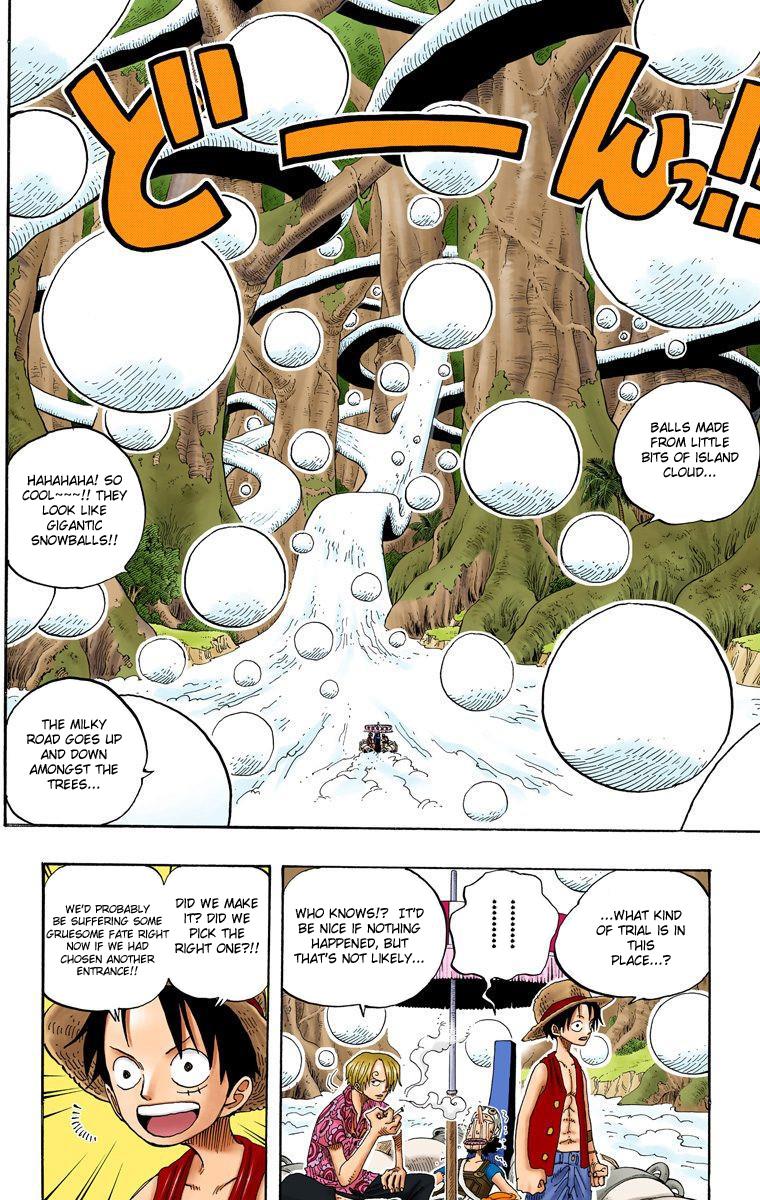 どーんっ!!
BALLS MADE
FROM LITTLE
BITS OF ISLAND
CLOUD...
HAHAHAHA! SO
COOL~~~!! THEY
LOOK LIKE
GIGANTIC
SNOWBALLS!!
THE MILKY
ROAD GOES UP
AND DOWN
AMONGST THE
TREES...
...WHAT KIND
OF TRIAL IS IN
THIS
PLACE...?
WHO KNOWS!? IT'D
BE NICE IF NOTHING
HAPPENED, BUT
THAT'S NOT LIKELY...
DID WE MAKE
IT? DID WE
PICK THE
RIGHT ONE?!!
WE'D PROBABLY
BE SUFFERING SOME
GRUESOME FATE RIGHT
NOW IF WE HAD
CHOSEN ANOTHER
ENTRANCE!!